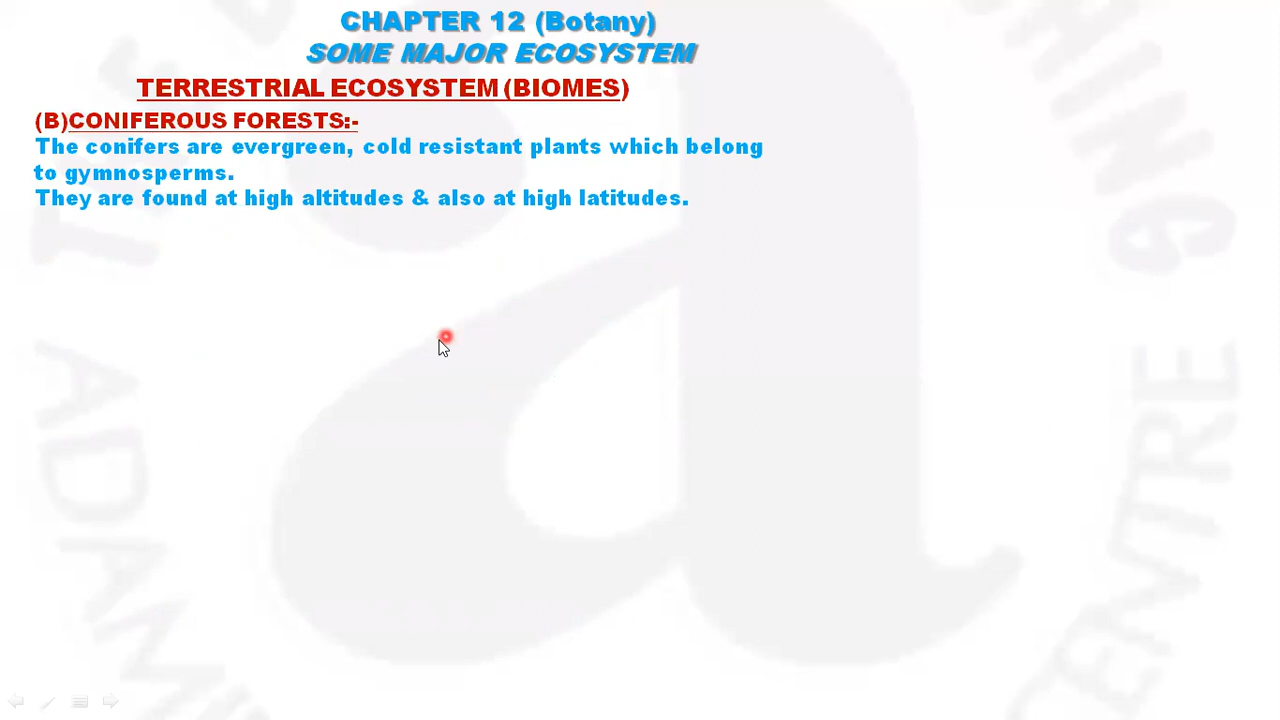 CHAPTER 12 (Botany)
SOME MAJOR ECOSYSTEM
TERRESTRIAL ECOSYSTEM (BIOMES)
(B)CONIFEROUS FORESTS:-
The conifers are evergreen, cold resistant plants which belong
to gymnosperms.
They are found at high altitudes & also at high latitudes.